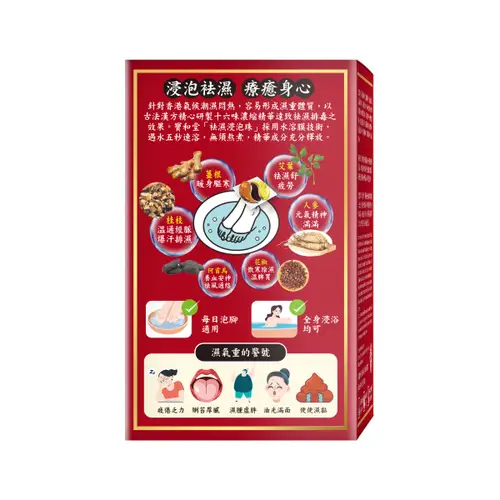 浸泡祛濕 療癒身心
針對香港氣候潮濕悶熱,容易形成濕重體質,以
古法漢方精心研製十六味濃縮精華達致祛濕排毒之
效果。寶和堂「祛濕浸泡珠」採用水溶膜技術,
遇水五秒速溶,無須熬煮,精華成分充分釋放。
薑根
暖身驅寒
艾葉
祛濕舒
疲勞
桂枝
溫通經脈
爆汗排濕
人參
元氣精神
滿滿
何首烏
養血安神
祛風通絡
花椒
散寒除濕
溫脾胃
每日泡腳
適用
全身浸浴
均可
濕氣重的警號
疲倦乏力
脷苔厚膩
濕腫虛胖
油光滿面
便便濕黏